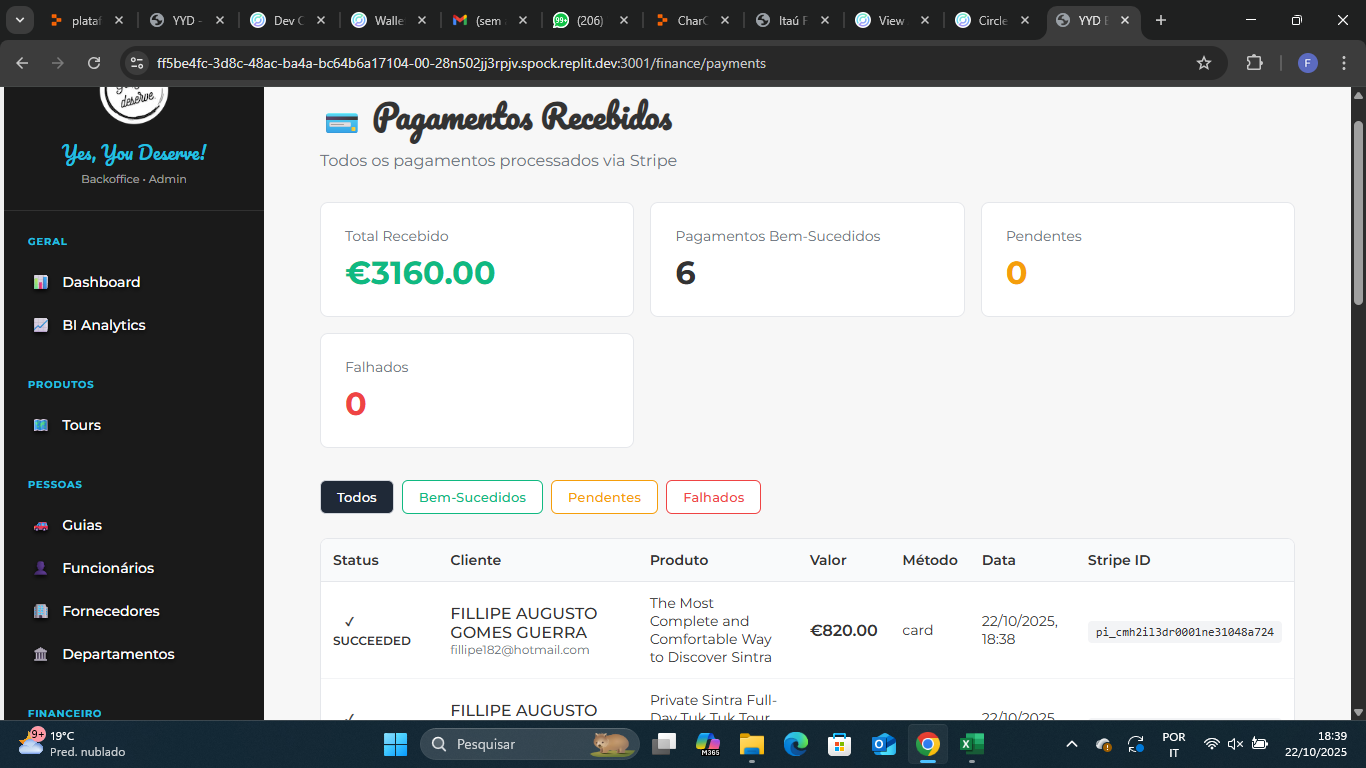 plataf
YYD -
Dev C
Walle
(sem
99+
(206)
CharG
Itaú F
View
Circle
YYD E
ff5be4fc-3d8c-48ac-ba4a-bc64b6a17104-00-28n502jj3rpjv.spock.replit.dev:3001/finance/payments
F
deserve.
Yes, You Deserve!
Backoffice • Admin
GERAL
Dashboard
BI Analytics
PRODUTOS
Tours
PESSOAS
Guias
Funcionários
Fornecedores
Departamentos
FINANCEIRO
Pagamentos Recebidos
Todos os pagamentos processados via Stripe
Total Recebido
€3160.00
Pagamentos Bem-Sucedidos
6
Pendentes
0
Falhados
0
Todos
Bem-Sucedidos
Pendentes
Falhados
Status
Cliente
Produto
Valor
Método
Data
Stripe ID
✓
SUCCEEDED
FILLIPE AUGUSTO
GOMES GUERRA
fillipe182@hotmail.com
The Most
Complete and
Comfortable Way
to Discover Sintra
€820.00
card
22/10/2025,
18:38
pi_cmh2il3dr0001ne31048a724
✓
FILLIPE AUGUSTO
Private Sintra Full-
Day Tuk Tuk Tour
22/10/2025
9+
19°C
Pred. nublado
Pesquisar
M365
POR
IT
18:39
22/10/2025